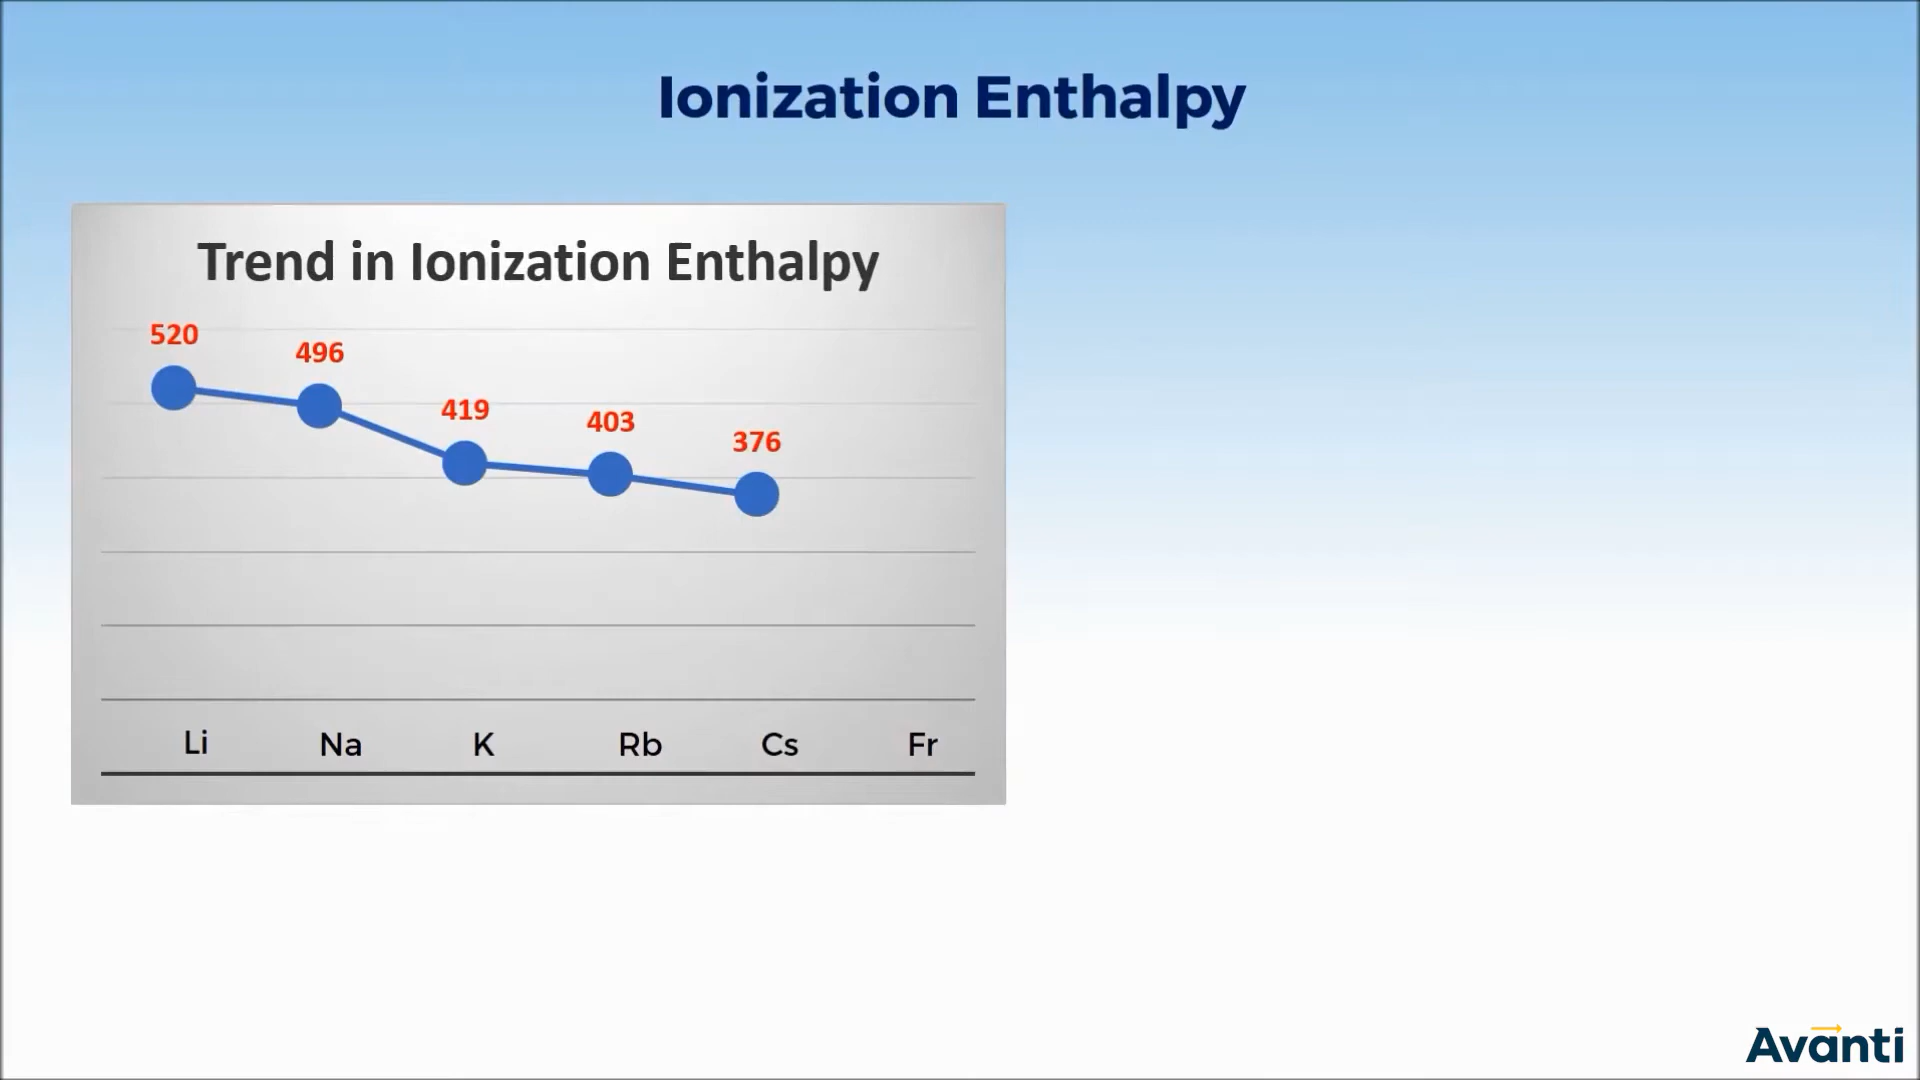 Ionization Enthalpy
Trend in Ionization Enthalpy
520
496
419
403
376
Li Na K Rb Cs Fr
Avanti